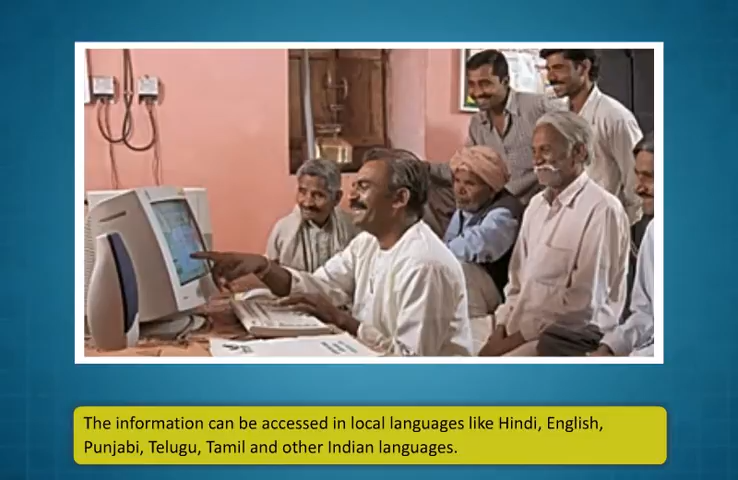 The information can be accessed in local languages like Hindi, English,
Punjabi, Telugu, Tamil and other Indian languages.